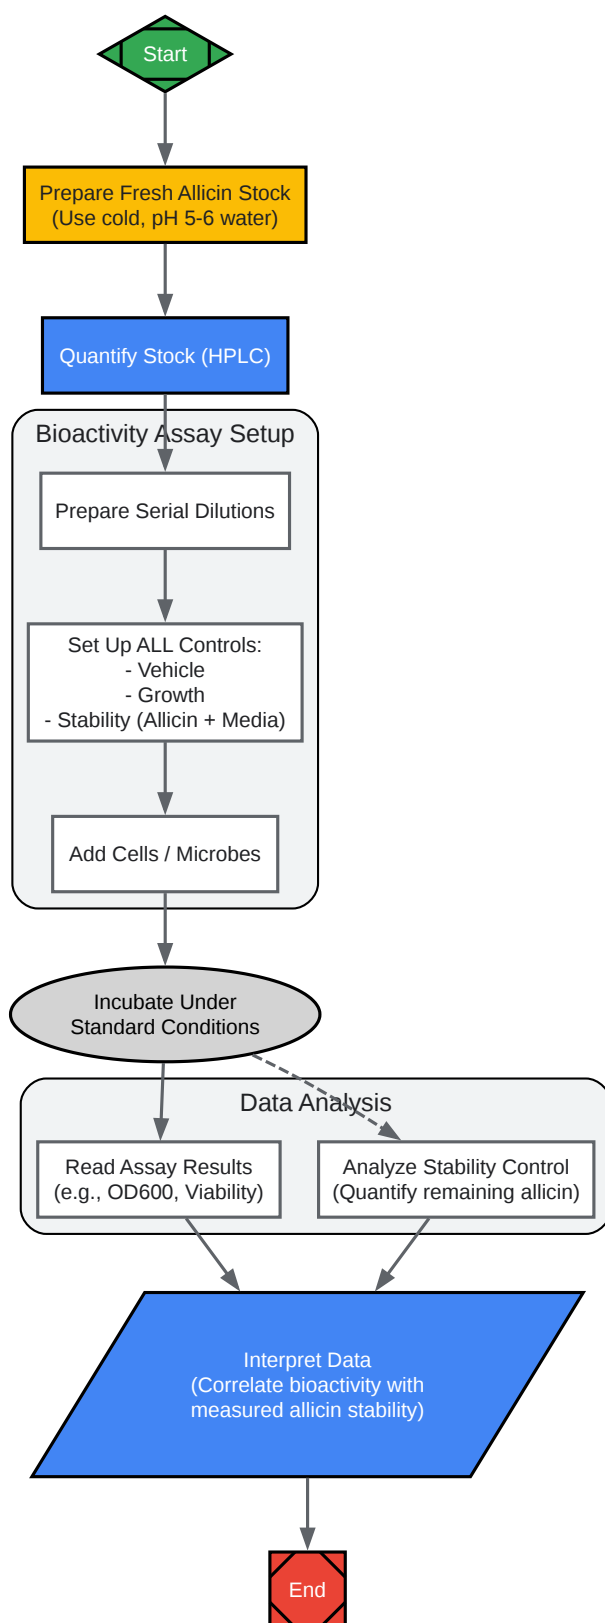 Start
Prepare Fresh Allicin Stock
(Use cold, pH 5-6 water)
Quantify Stock (HPLC)
Bioactivity Assay Setup
Prepare Serial Dilutions
Set Up ALL Controls:
- Vehicle
- Growth
- Stability (Allicin + Media)
Add Cells / Microbes
Incubate Under
Standard Conditions
Data Analysis
Read Assay Results
(e.g., OD600, Viability)
Analyze Stability Control
(Quantify remaining allicin)
Interpret Data
(Correlate bioactivity with
measured allicin stability)
End